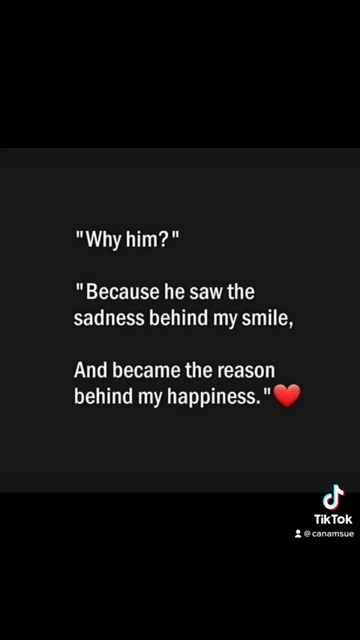 "Why him?"
"Because he saw the
sadness behind my smile,
And became the reason
behind my happiness."❤️
TikTok
@canamsue